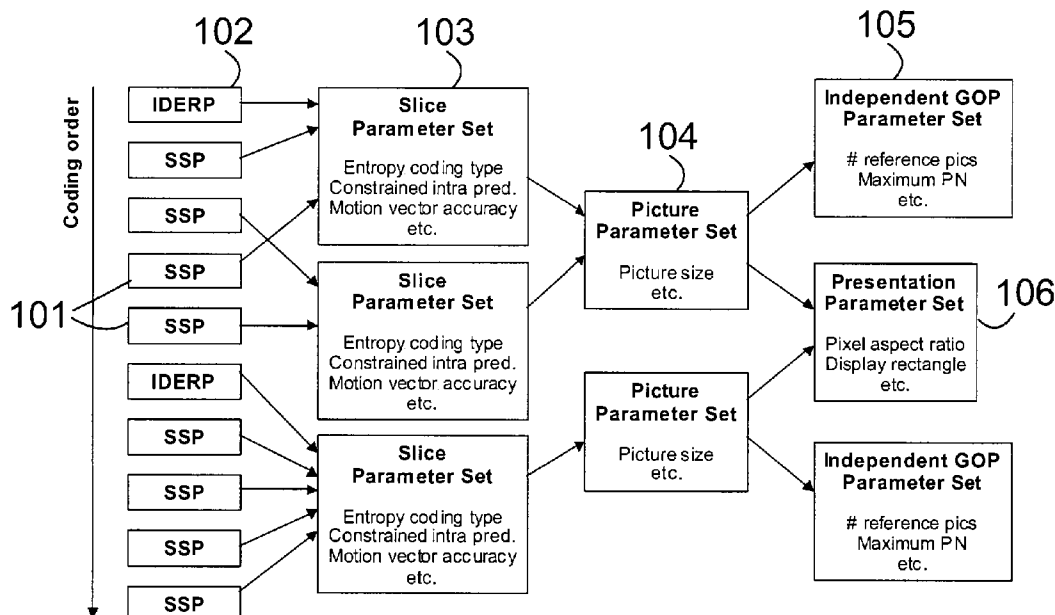 102
103
105
Coding order
IDERP
SSP
SSP
SSP
101
SSP
IDERP
SSP
SSP
SSP
SSP
Slice
Parameter Set
Entropy coding type
Constrained intra pred.
Motion vector accuracy
etc.
Slice
Parameter Set
Entropy coding type
Constrained intra pred.
Motion vector accuracy
etc.
Slice
Parameter Set
Entropy coding type
Constrained intra pred.
Motion vector accuracy
etc.
104
Picture
Parameter Set
Picture size
etc.
Picture
Parameter Set
Picture size
etc.
Independent GOP
Parameter Set
# reference pics
Maximum PN
etc.
Presentation
Parameter Set
Pixel aspect ratio
Display rectangle
etc.
106
Independent GOP
Parameter Set
# reference pics
Maximum PN
etc.